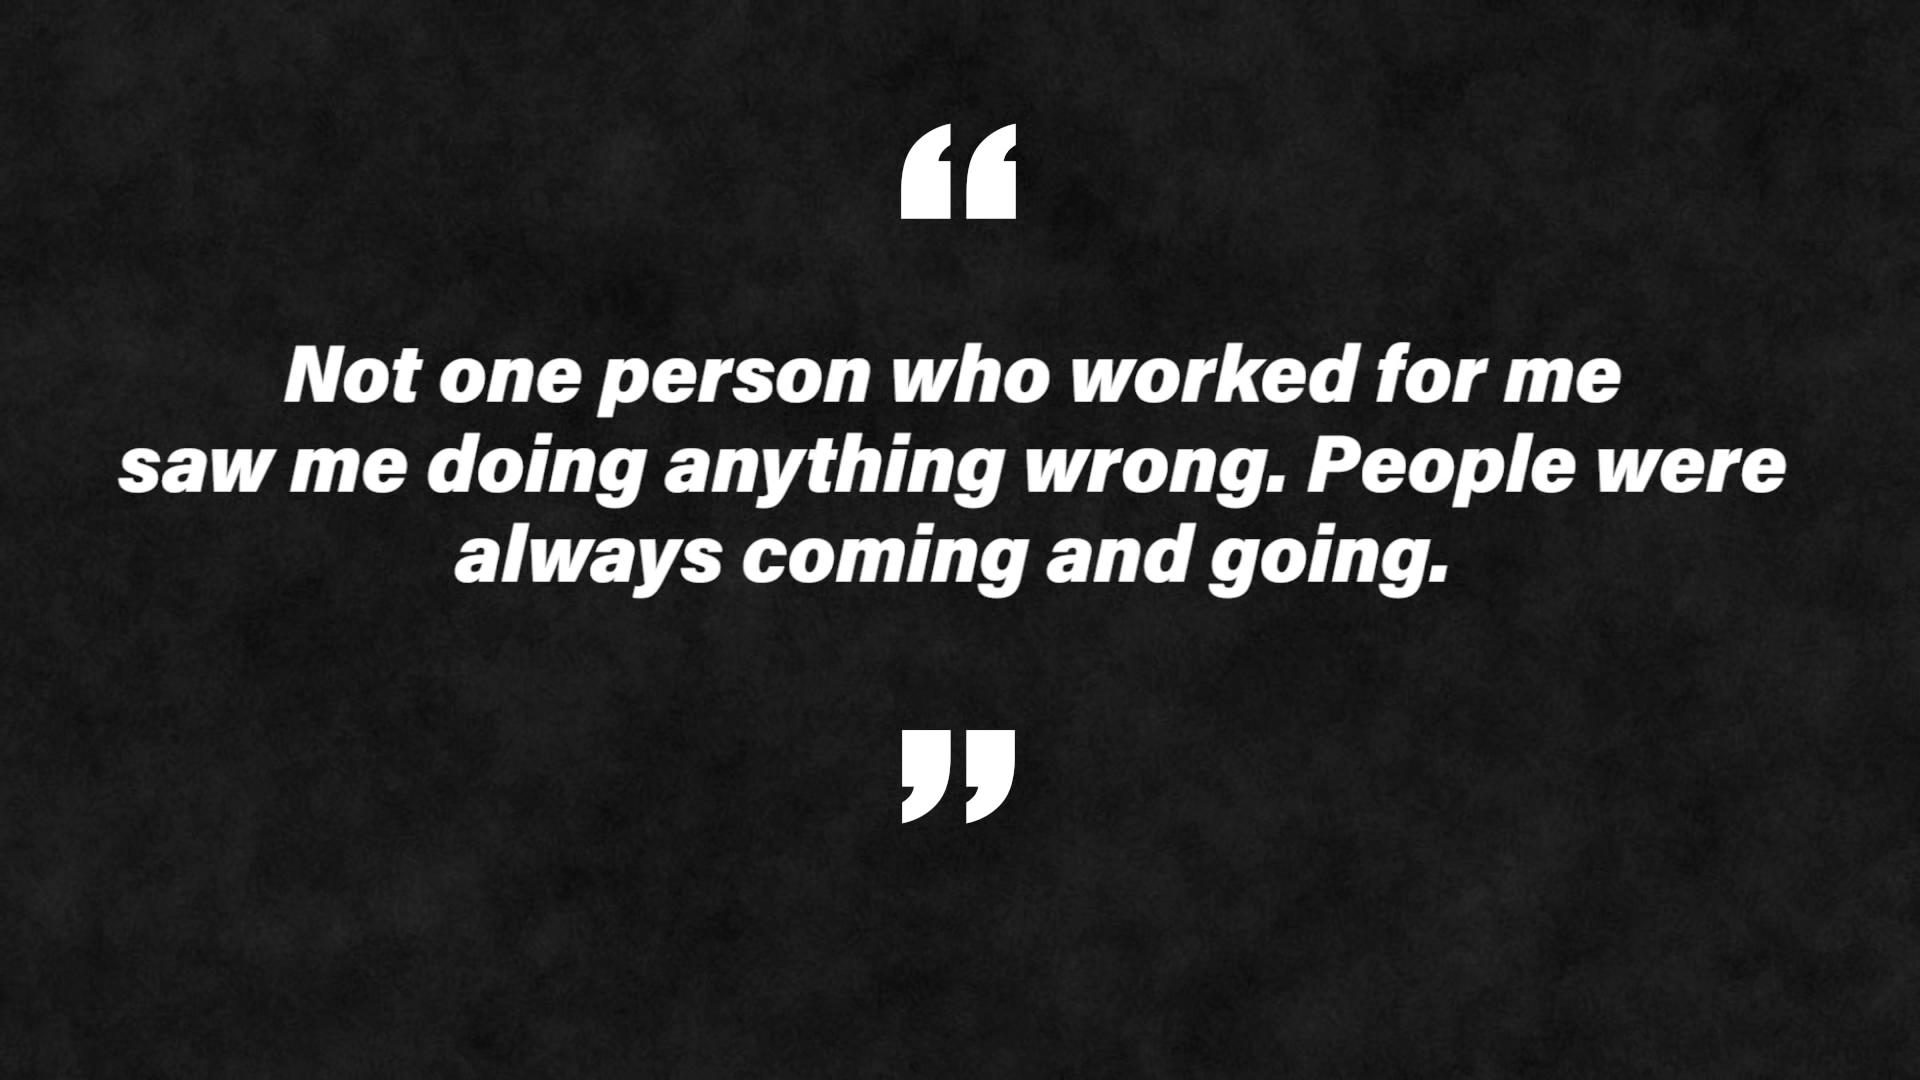 “
Not one person who worked for me
saw me doing anything wrong. People were
always coming and going.
”